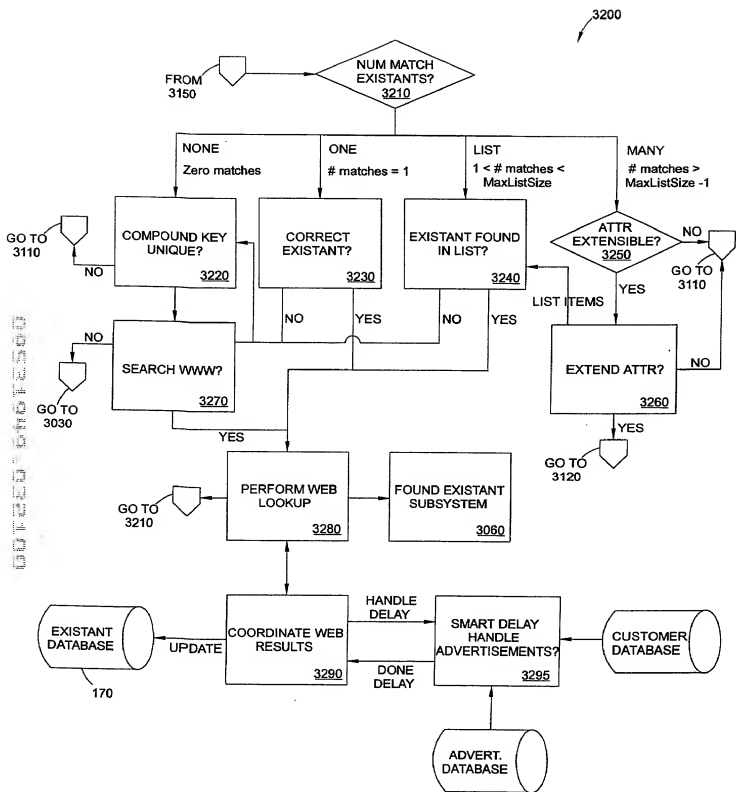 3200
FROM
3150
NUM MATCH
EXISTANTS?
3210
NONE
Zero matches
ONE
# matches = 1
LIST
1 < # matches <
MaxListSize
MANY
# matches >
MaxListSize -1
GO TO
3110
NO
COMPOUND KEY
UNIQUE?
3220
CORRECT
EXISTANT?
3230
EXISTANT FOUND
IN LIST?
3240
ATTR
EXTENSIBLE?
3250
NO
GO TO
3110
YES
LIST ITEMS
NO
YES
NO
YES
NO
GO TO
3030
SEARCH WWW?
3270
YES
EXTEND ATTR?
3260
NO
YES
GO TO
3120
GO TO
3210
PERFORM WEB
LOOKUP
3280
FOUND EXISTANT
SUBSYSTEM
3060
EXISTANT
DATABASE
170
UPDATE
COORDINATE WEB
RESULTS
3290
HANDLE
DELAY
DONE
DELAY
SMART DELAY
HANDLE
ADVERTISEMENTS?
3295
CUSTOMER
DATABASE
ADVERT.
DATABASE